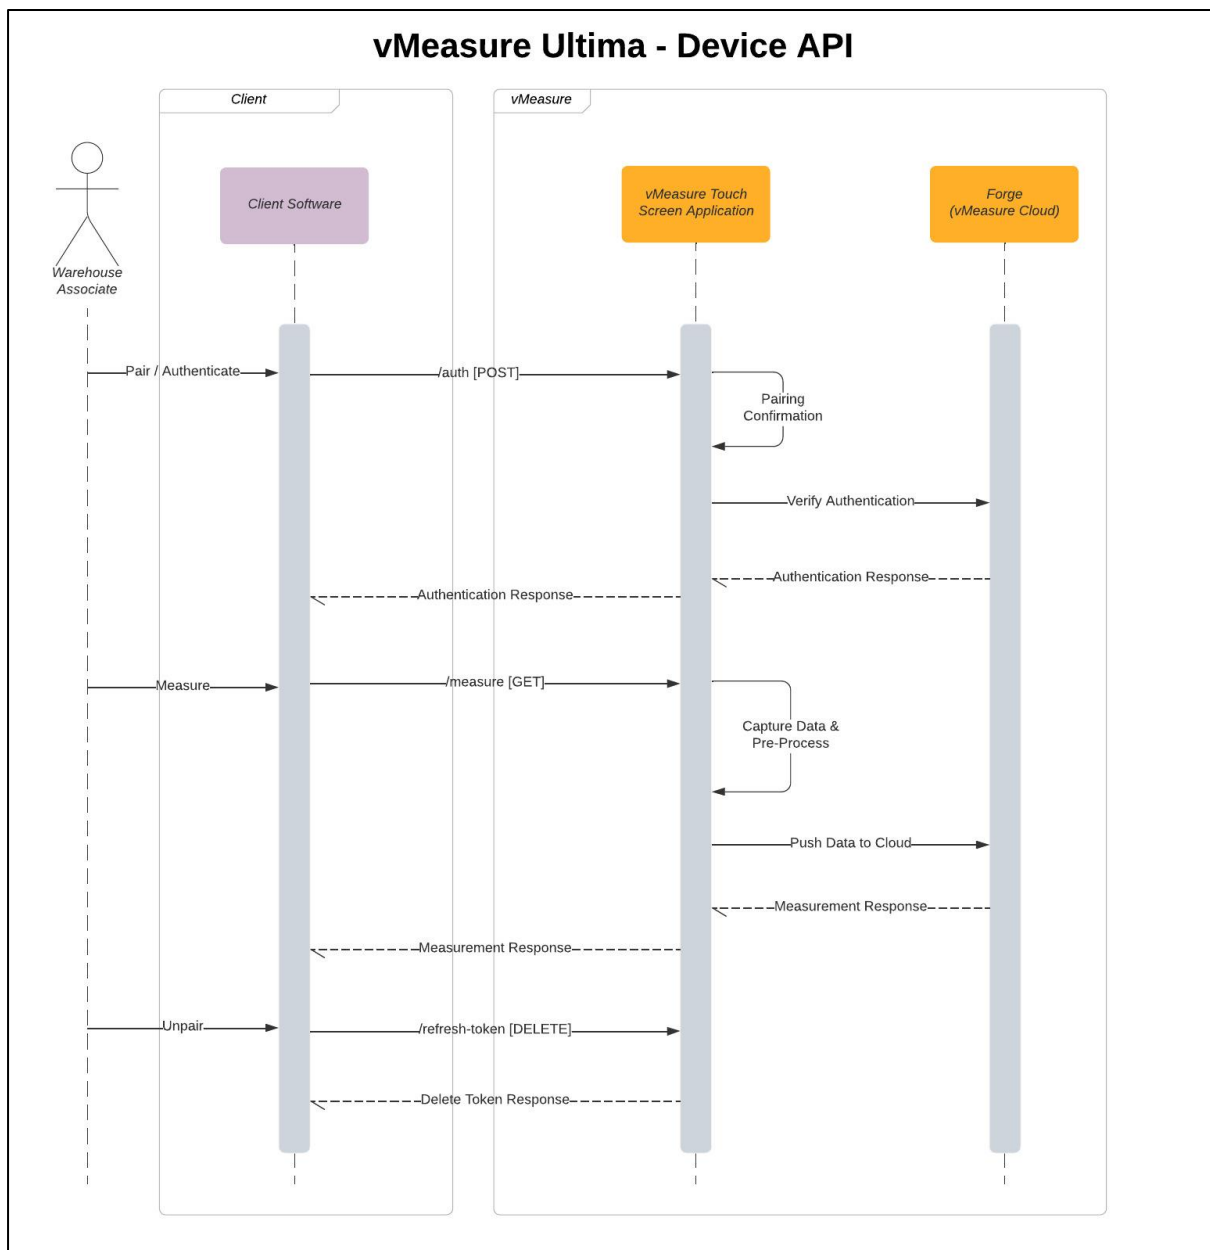 vMeasure Ultima - Device API
Client
vMeasure
Client Software
vMeasure Touch
Screen Application
Forge
(vMeasure Cloud)
Warehouse
Associate
Pair / Authenticate
/auth [POST]
Pairing
Confirmation
Verify Authentication
Authentication Response
Authentication Response
Measure
/measure [GET]
Capture Data &
Pre-Process
Push Data to Cloud
Measurement Response
Measurement Response
Unpair
/refresh-token [DELETE]
Delete Token Response